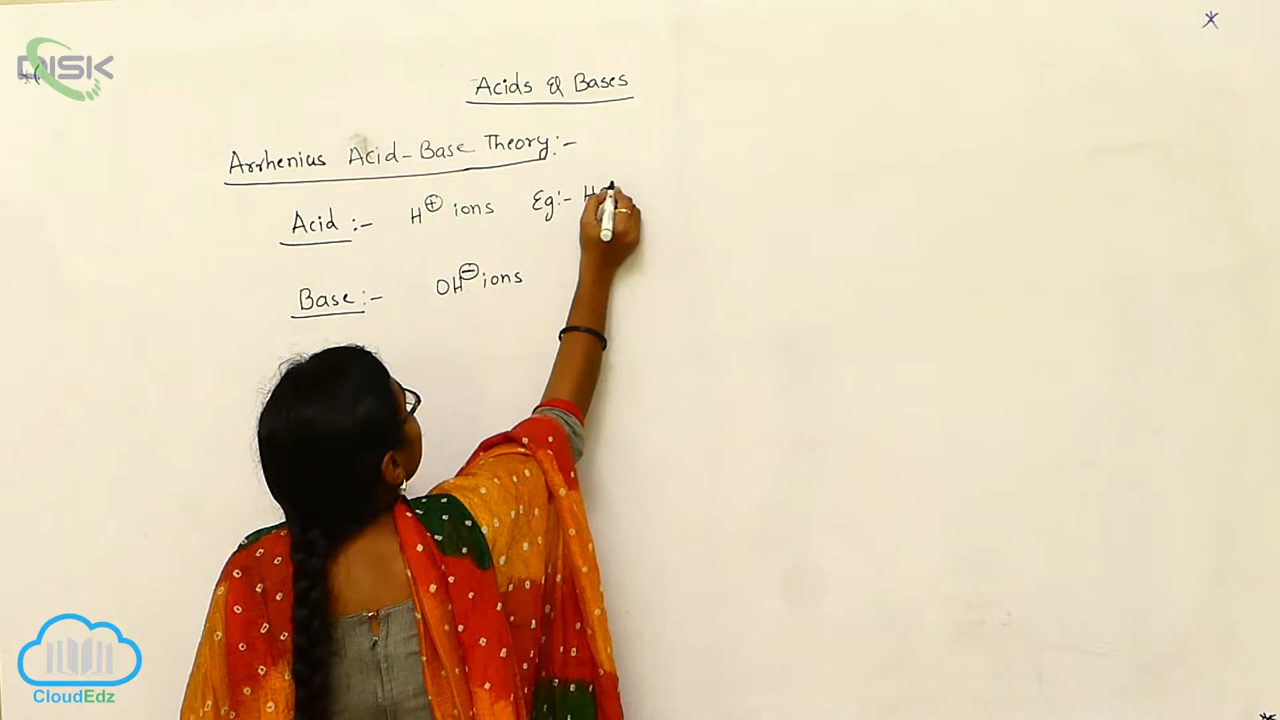 DISK
Acids & Bases
Arrhenius Acid-Base Theory:-
Acid :- H⊕ ions Eg:- H
Base:- OH⊖ ions
CloudEdz